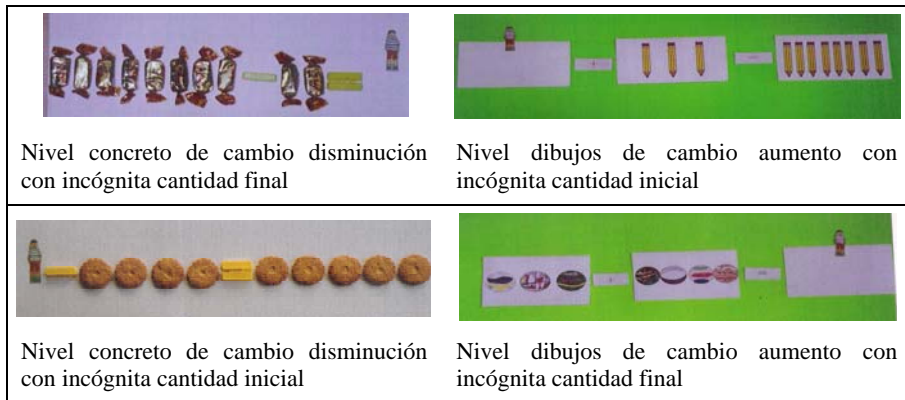 Nivel concreto de cambio disminución
con incógnita cantidad final
Nivel dibujos de cambio aumento con
incógnita cantidad inicial
Nivel concreto de cambio disminución
con incógnita cantidad inicial
Nivel dibujos de cambio aumento con
incógnita cantidad final